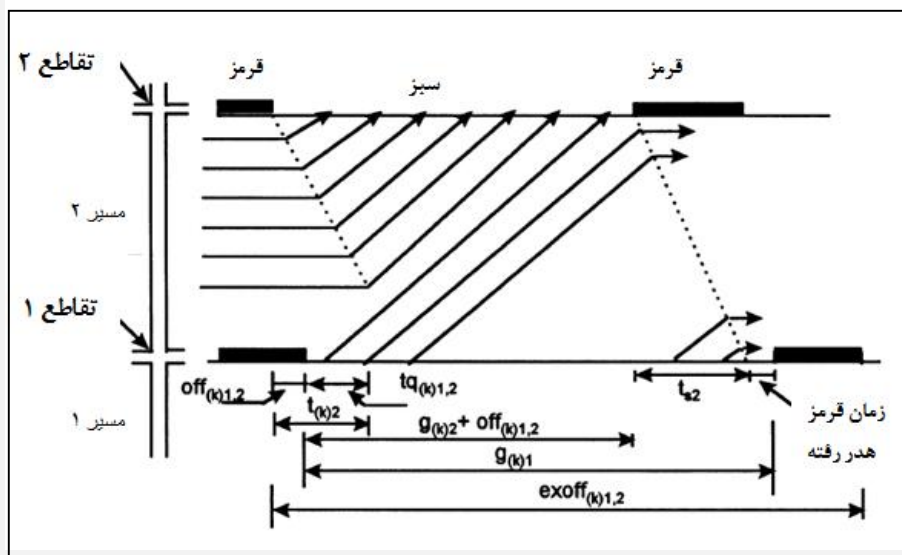 تقاطع ۲
قرمز
سبز
قرمز
مسیر ۲
تقاطع ۱
مسیر ۱
off(k)1,2
tq(k)1,2
t(k)2
ts2
g(k)2+ off(k)1,2
g(k)1
exoff(k)1,2
زمان قرمز
هدر رفته